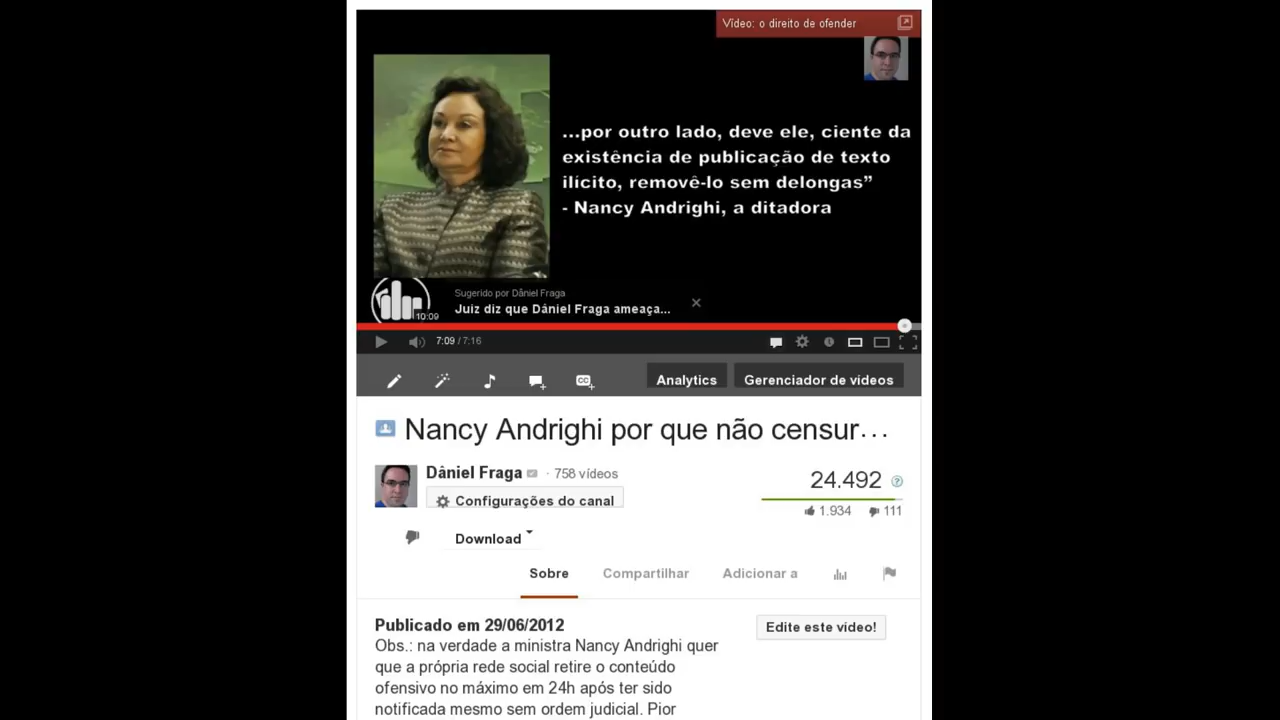 Vídeo: o direito de ofender
...por outro lado, deve ele, ciente da
existência de publicação de texto
ilícito, removê-lo sem delongas”
- Nancy Andrighi, a ditadora
Sugerido por Dâniel Fraga
Juiz diz que Dâniel Fraga ameaça...
10:09
7:09 / 7:16
CC
Analytics
Gerenciador de vídeos
Nancy Andrighi por que não censur...
Dâniel Fraga · 758 vídeos
24.492
Configurações do canal
1.934 111
Download
Sobre Compartilhar Adicionar a
Publicado em 29/06/2012
Edite este vídeo!
Obs.: na verdade a ministra Nancy Andrighi quer
que a própria rede social retire o conteúdo
ofensivo no máximo em 24h após ter sido
notificada mesmo sem ordem judicial. Pior